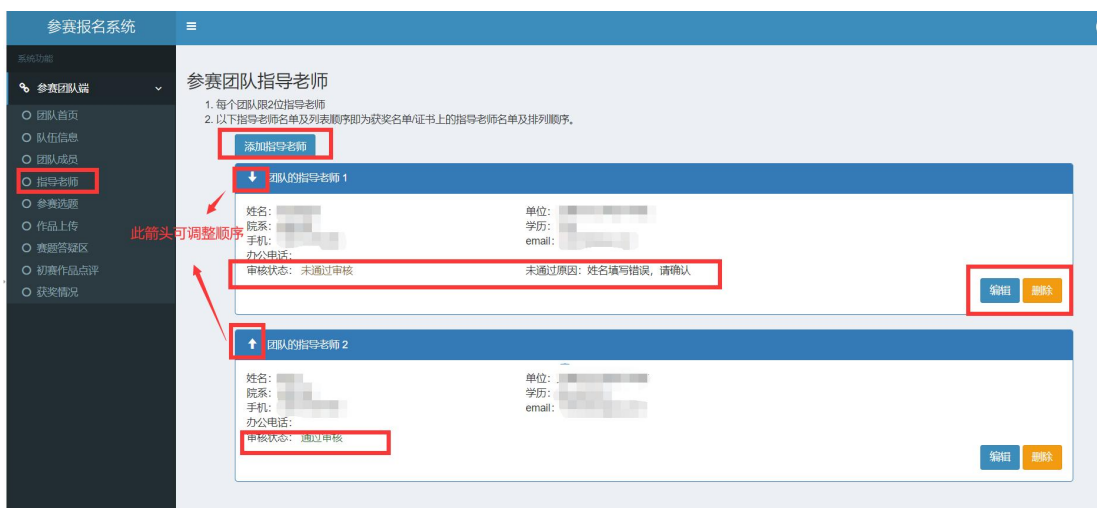 参赛报名系统
系统功能
参赛团队端
团队首页
队伍信息
团队成员
指导老师
参赛选题
作品上传
赛题答疑区
初赛作品点评
获奖情况
参赛团队指导老师
1. 每个团队限2位指导老师
2. 以下指导老师名单及列表顺序即为获奖名单/证书上的指导老师名单及排列顺序。
添加指导老师
团队的指导老师 1
姓名: 单位:
院系: 学历:
手机: email:
办公电话:
审核状态: 未通过审核 未通过原因: 姓名填写错误, 请确认
编辑 删除
此箭头可调整顺序
团队的指导老师 2
姓名: 单位:
院系: 学历:
手机: email:
办公电话:
审核状态: 通过审核
编辑 删除